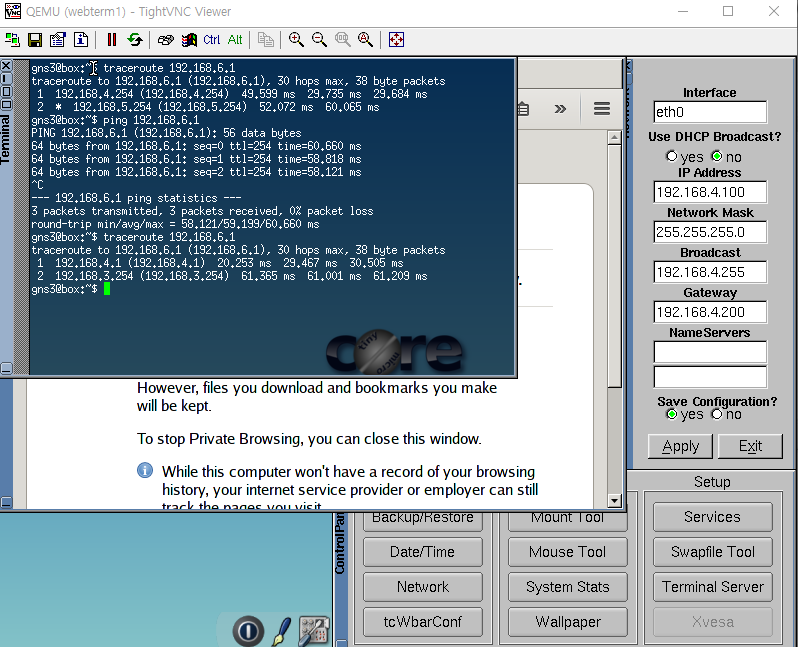 QEMU (webterm1) - TightVNC Viewer
Ctrl Alt
Terminal
gns3@box:~$ traceroute 192.168.6.1
traceroute to 192.168.6.1 (192.168.6.1), 30 hops max, 38 byte packets
1 192.168.4.254 (192.168.4.254) 49.599 ms 29.735 ms 29.684 ms
2 * 192.168.5.254 (192.168.5.254) 52.072 ms 60.065 ms
gns3@box:~$ ping 192.168.6.1
PING 192.168.6.1 (192.168.6.1): 56 data bytes
64 bytes from 192.168.6.1: seq=0 ttl=254 time=60.660 ms
64 bytes from 192.168.6.1: seq=1 ttl=254 time=58.818 ms
64 bytes from 192.168.6.1: seq=2 ttl=254 time=58.121 ms
^C
--- 192.168.6.1 ping statistics ---
3 packets transmitted, 3 packets received, 0% packet loss
round-trip min/avg/max = 58.121/59.199/60.660 ms
gns3@box:~$ traceroute 192.168.6.1
traceroute to 192.168.6.1 (192.168.6.1), 30 hops max, 38 byte packets
1 192.168.4.1 (192.168.4.1) 20.253 ms 29.467 ms 30.505 ms
2 192.168.3.254 (192.168.3.254) 61.365 ms 61.001 ms 61.209 ms
gns3@box:~$
core
tiny
micro
However, files you download and bookmarks you make
will be kept.
To stop Private Browsing, you can close this window.
While this computer won't have a record of your browsing
history, your internet service provider or employer can still
track the pages you visit.
Interface
eth0
Use DHCP Broadcast?
yes no
IP Address
192.168.4.100
Network Mask
255.255.255.0
Broadcast
192.168.4.255
Gateway
192.168.4.200
NameServers
Save Configuration?
yes no
Apply Exit
ControlPan
Setup
Backup/Restore Mount Tool Services
Date/Time Mouse Tool Swapfile Tool
Network System Stats Terminal Server
tcWbarConf Wallpaper Xvesa